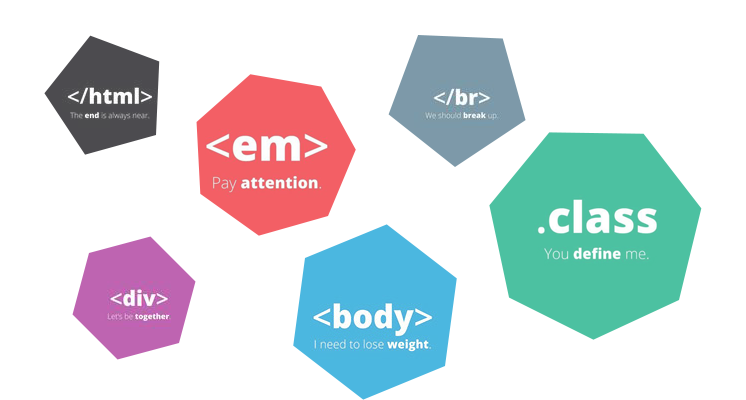 </html>
The end is always near.
<em>
Pay attention.
</br>
We should break up.
.class
You define me.
<div>
Let's be together
<body>
I need to lose weight.